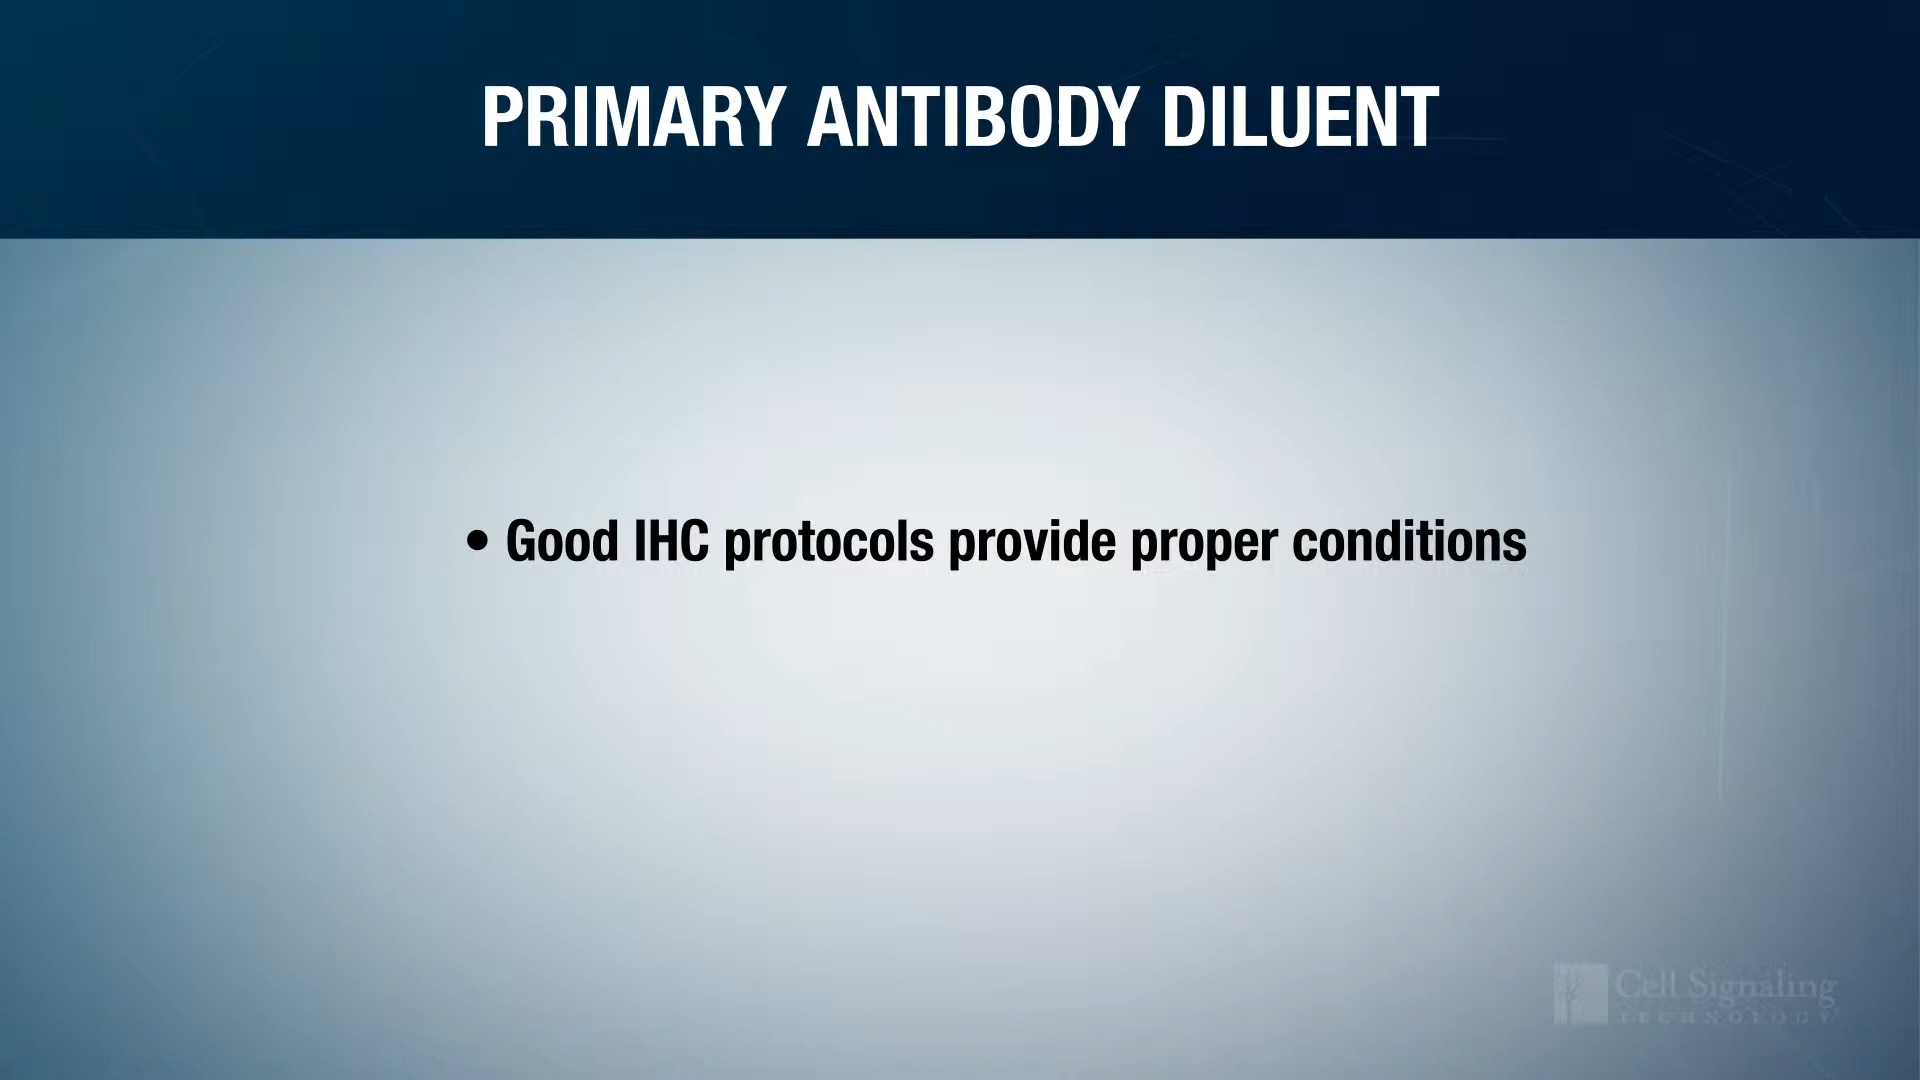 PRIMARY ANTIBODY DILUENT
• Good IHC protocols provide proper conditions
Cell Signaling
TECHNOLOGY®